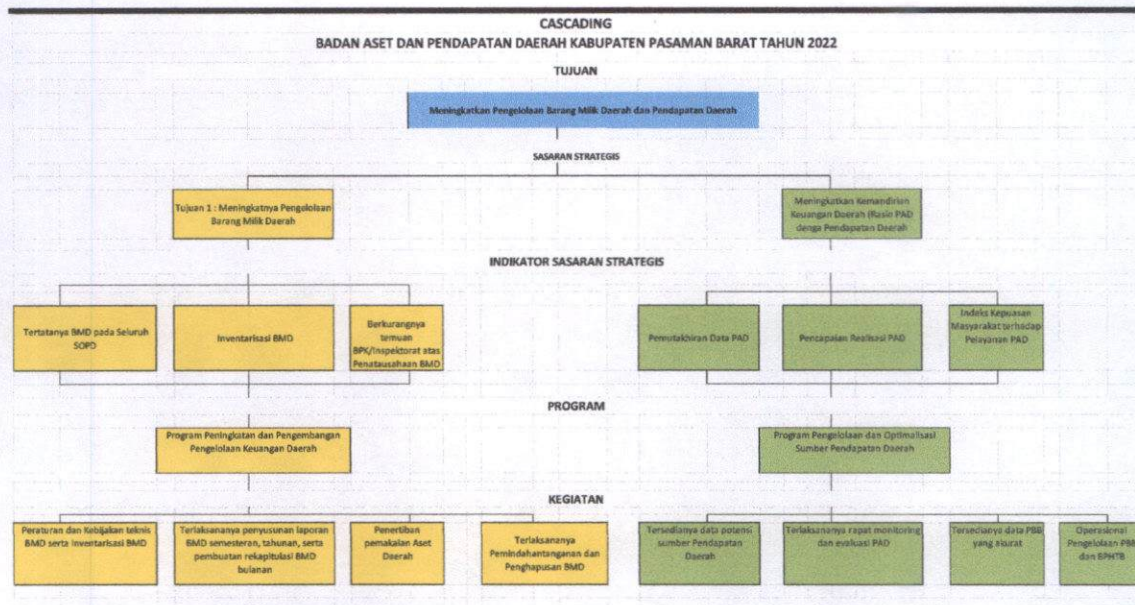 CASCADING
BADAN ASET DAN PENDAPATAN DAERAH KABUPATEN PASAMAN BARAT TAHUN 2022
TUJUAN
Meningkatkan Pengelolaan Barang Milik Daerah dan Pendapatan Daerah
SASARAN STRATEGIS
Tujuan 1 : Meningkatnya Pengelolaan
Barang Milik Daerah
Meningkatkan Kemandirian
Keuangan Daerah (Rasio PAD
denga Pendapatan Daerah
INDIKATOR SASARAN STRATEGIS
Tertatanya BMD pada Seluruh
SOPD
Inventarisasi BMD
Berkurangnya
temuan
BPK/Inspektorat atas
Penatausahaan BMD
Pemutakhiran Data PAD
Pencapaian Realisasi PAD
Indeks Kepuasan
Masyarakat terhadap
Pelayanan PAD
PROGRAM
Program Peningkatan dan Pengembangan
Pengelolaan Keuangan Daerah
Program Pengelolaan dan Optimalisasi
Sumber Pendapatan Daerah
KEGIATAN
Peraturan dan Kebijakan teknis
BMD serta Inventarisasi BMD
Terlaksananya penyusunan laporan
BMD semesteran, tahunan, serta
pembuatan rekapitulasi BMD
bulanan
Penertiban
pemakaian Aset
Daerah
Terlaksananya
Pemindahantanganan dan
Penghapusan BMD
Tersedianya data potensi
sumber Pendapatan
Daerah
Terlaksananya rapat monitoring
dan evaluasi PAD
Tersedianya data PBB
yang akurat
Operasional
Pengelolaan PBB
dan BPHTB